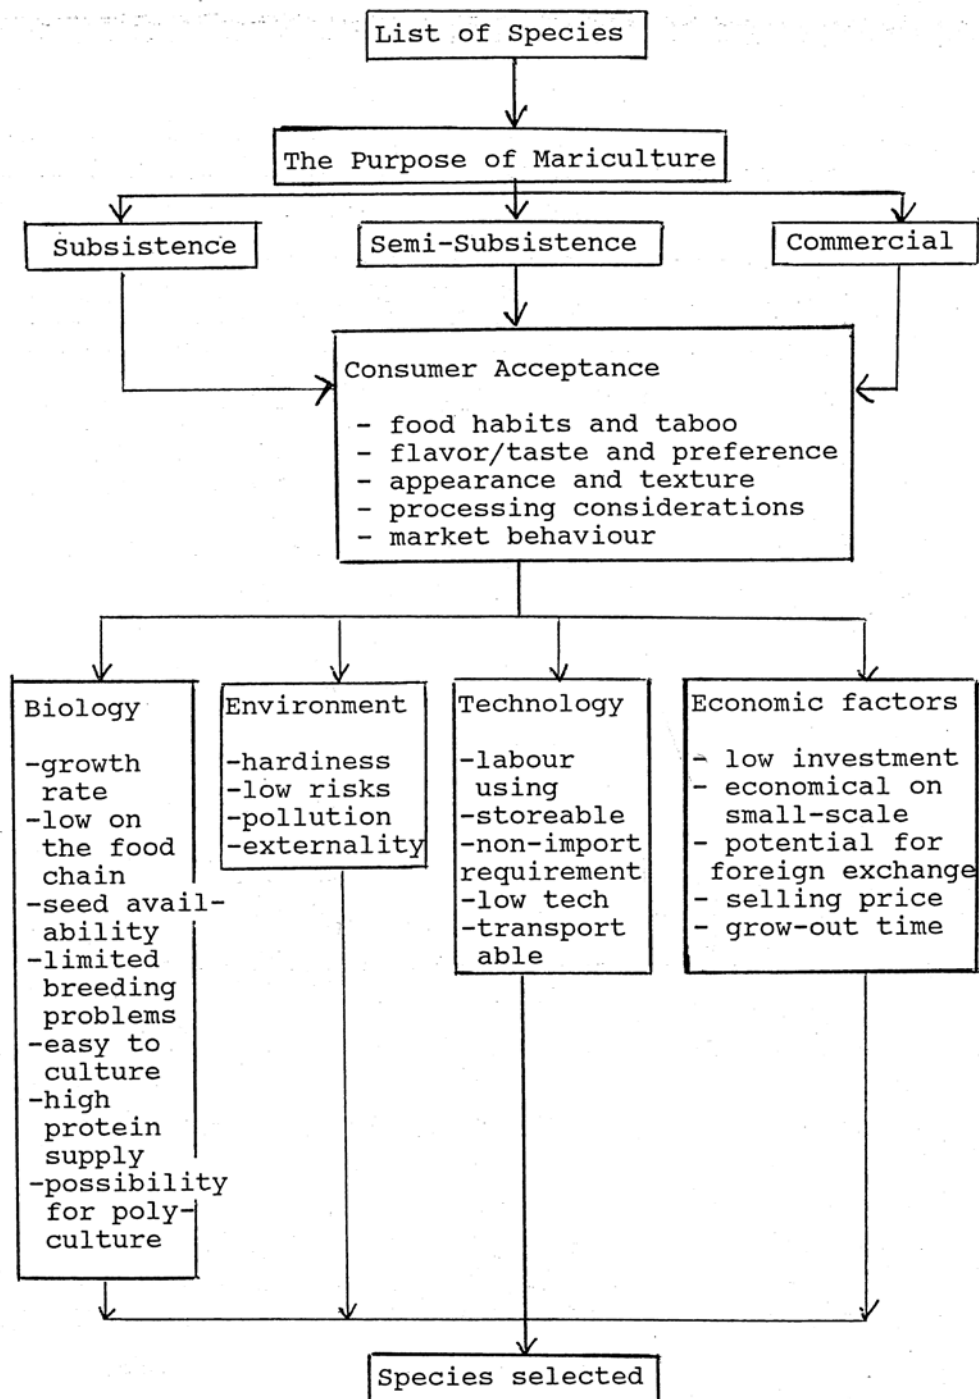 List of Species
The Purpose of Mariculture
Subsistence
Semi-Subsistence
Commercial
Consumer Acceptance
- food habits and taboo
- flavor/taste and preference
- appearance and texture
- processing considerations
- market behaviour
Biology
-growth
rate
-low on
the food
chain
-seed avail-
ability
-limited
breeding
problems
-easy to
culture
-high
protein
supply
-possibility
for poly-
culture
Environment
-hardiness
-low risks
-pollution
-externality
Technology
-labour
using
-storeable
-non-import
requirement
-low tech
-transport
able
Economic factors
- low investment
- economical on
small-scale
- potential for
foreign exchange
- selling price
- grow-out time
Species selected